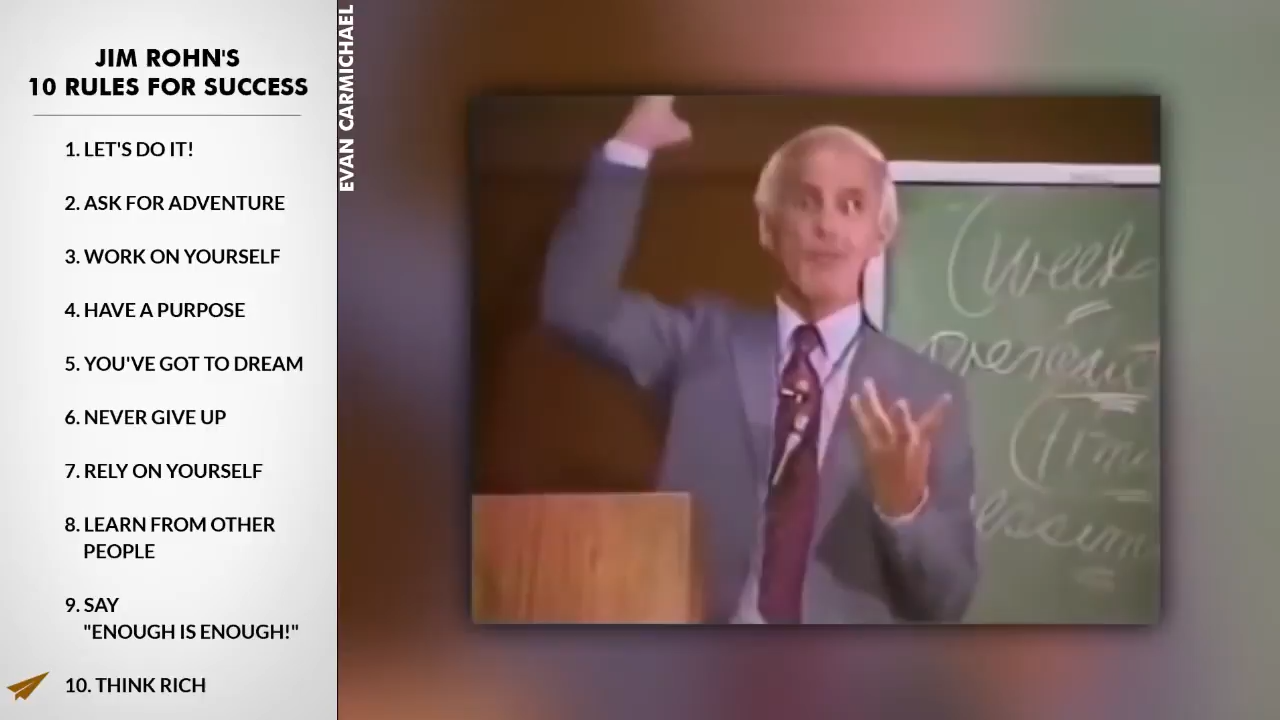 JIM ROHN'S
10 RULES FOR SUCCESS
1. LET'S DO IT!
2. ASK FOR ADVENTURE
3. WORK ON YOURSELF
4. HAVE A PURPOSE
5. YOU'VE GOT TO DREAM
6. NEVER GIVE UP
7. RELY ON YOURSELF
8. LEARN FROM OTHER
PEOPLE
9. SAY
"ENOUGH IS ENOUGH!"
10. THINK RICH
EVAN CARMICHAEL